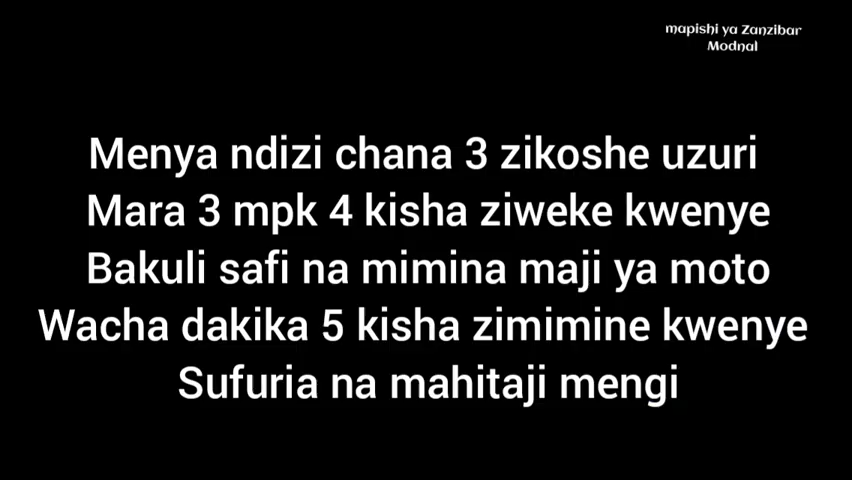 mapishi ya Zanzibar
Modnal
Menya ndizi chana 3 zikoshe uzuri
Mara 3 mpk 4 kisha ziweke kwenye
Bakuli safi na mimina maji ya moto
Wacha dakika 5 kisha zimimine kwenye
Sufuria na mahitaji mengi